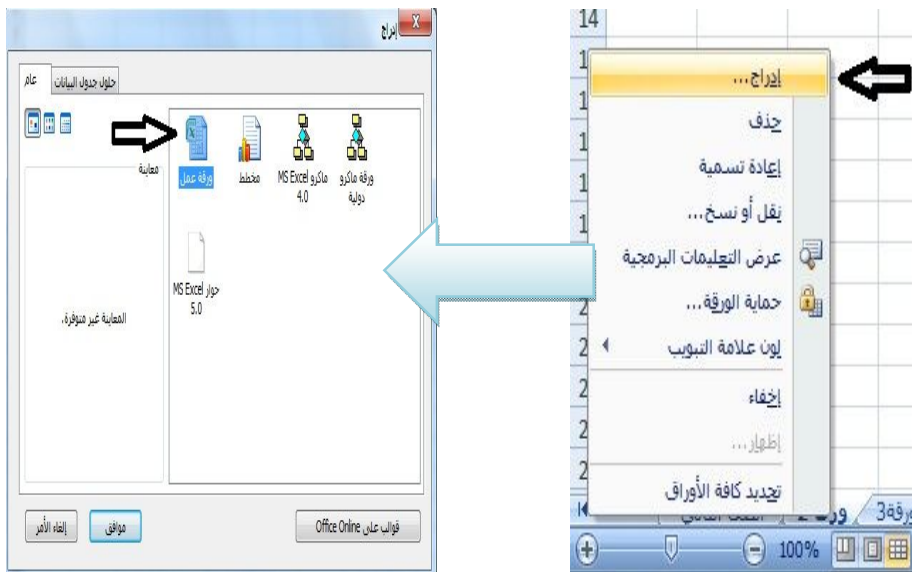 14
إدراج...
حذف
إعادة تسمية
نقل أو نسخ...
عرض التعليمات البرمجية
حماية الورقة...
لون علامة التبويب
إخفاء
إظهار...
تحديد كافة الأوراق
ورقة3
100%
إدراج
عام
حلول جدول البيانات
ورقة عمل
مخطط
ماكرو MS Excel 4.0
ورقة ماكرو دولية
حوار MS Excel 5.0
معاينة
المعاينة غير متوفرة.
قوالب على Office Online
موافق
إلغاء الأمر